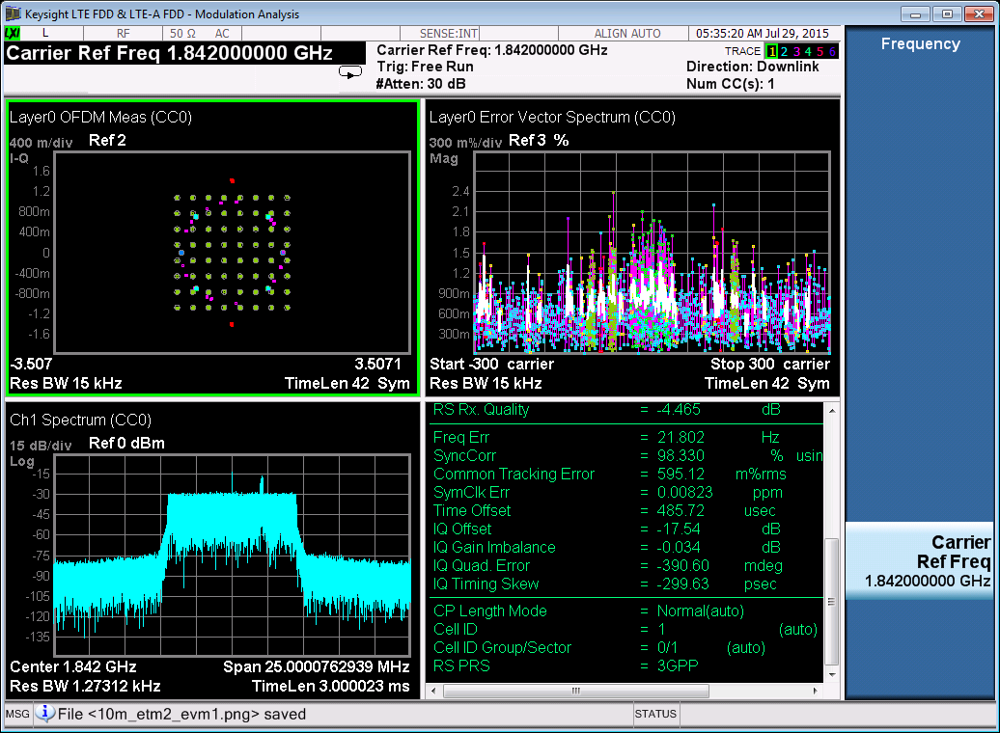 Keysight LTE FDD & LTE-A FDD - Modulation Analysis
LXI L RF 50 Ω AC SENSE:INT ALIGN AUTO 05:35:20 AM Jul 29, 2015
Carrier Ref Freq 1.842000000 GHz
Carrier Ref Freq: 1.842000000 GHz
Trig: Free Run
#Atten: 30 dB
TRACE 1 2 3 4 5 6
Direction: Downlink
Num CC(s): 1
Layer0 OFDM Meas (CC0)
400 m/div Ref 2
I-Q
1.6
1.2
800m
400m
0
-400m
-800m
-1.2
-1.6
-3.507 3.5071
Res BW 15 kHz TimeLen 42 Sym
Layer0 Error Vector Spectrum (CC0)
300 m%/div Ref 3 %
Mag
2.4
2.1
1.8
1.5
1.2
900m
600m
300m
Start -300 carrier Stop 300 carrier
Res BW 15 kHz TimeLen 42 Sym
Ch1 Spectrum (CC0)
15 dB/div Ref 0 dBm
Log
-15
-30
-45
-60
-75
-90
-105
-120
-135
Center 1.842 GHz Span 25.0000762939 MHz
Res BW 1.27312 kHz TimeLen 3.000023 ms
RS Rx. Quality = -4.465 dB
Freq Err = 21.802 Hz
SyncCorr = 98.330 % usin
Common Tracking Error = 595.12 m%rms
SymClk Err = 0.00823 ppm
Time Offset = 485.72 usec
IQ Offset = -17.54 dB
IQ Gain Imbalance = -0.034 dB
IQ Quad. Error = -390.60 mdeg
IQ Timing Skew = -299.63 psec
CP Length Mode = Normal(auto)
Cell ID = 1 (auto)
Cell ID Group/Sector = 0/1 (auto)
RS PRS = 3GPP
Frequency
Carrier
Ref Freq
1.842000000 GHz
MSG File <10m_etm2_evm1.png> saved STATUS